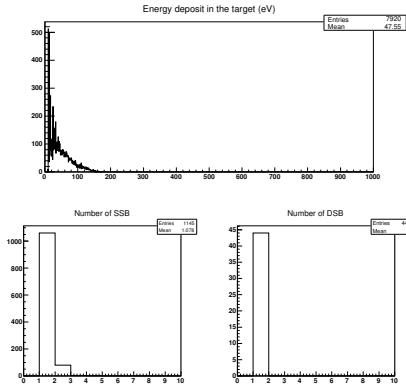 Energy deposit in the target (eV)
Entries 7920
Mean 47.55
500
400
300
200
100
0
0 100 200 300 400 500 600 700 800 900 1000
Number of SSB
Entries 1145
Mean 1.078
1000
800
600
400
200
0
0 1 2 3 4 5 6 7 8 9 10
Number of DSB
Entries 44
Mean
45
40
35
30
25
20
15
10
5
0
0 1 2 3 4 5 6 7 8 9 10